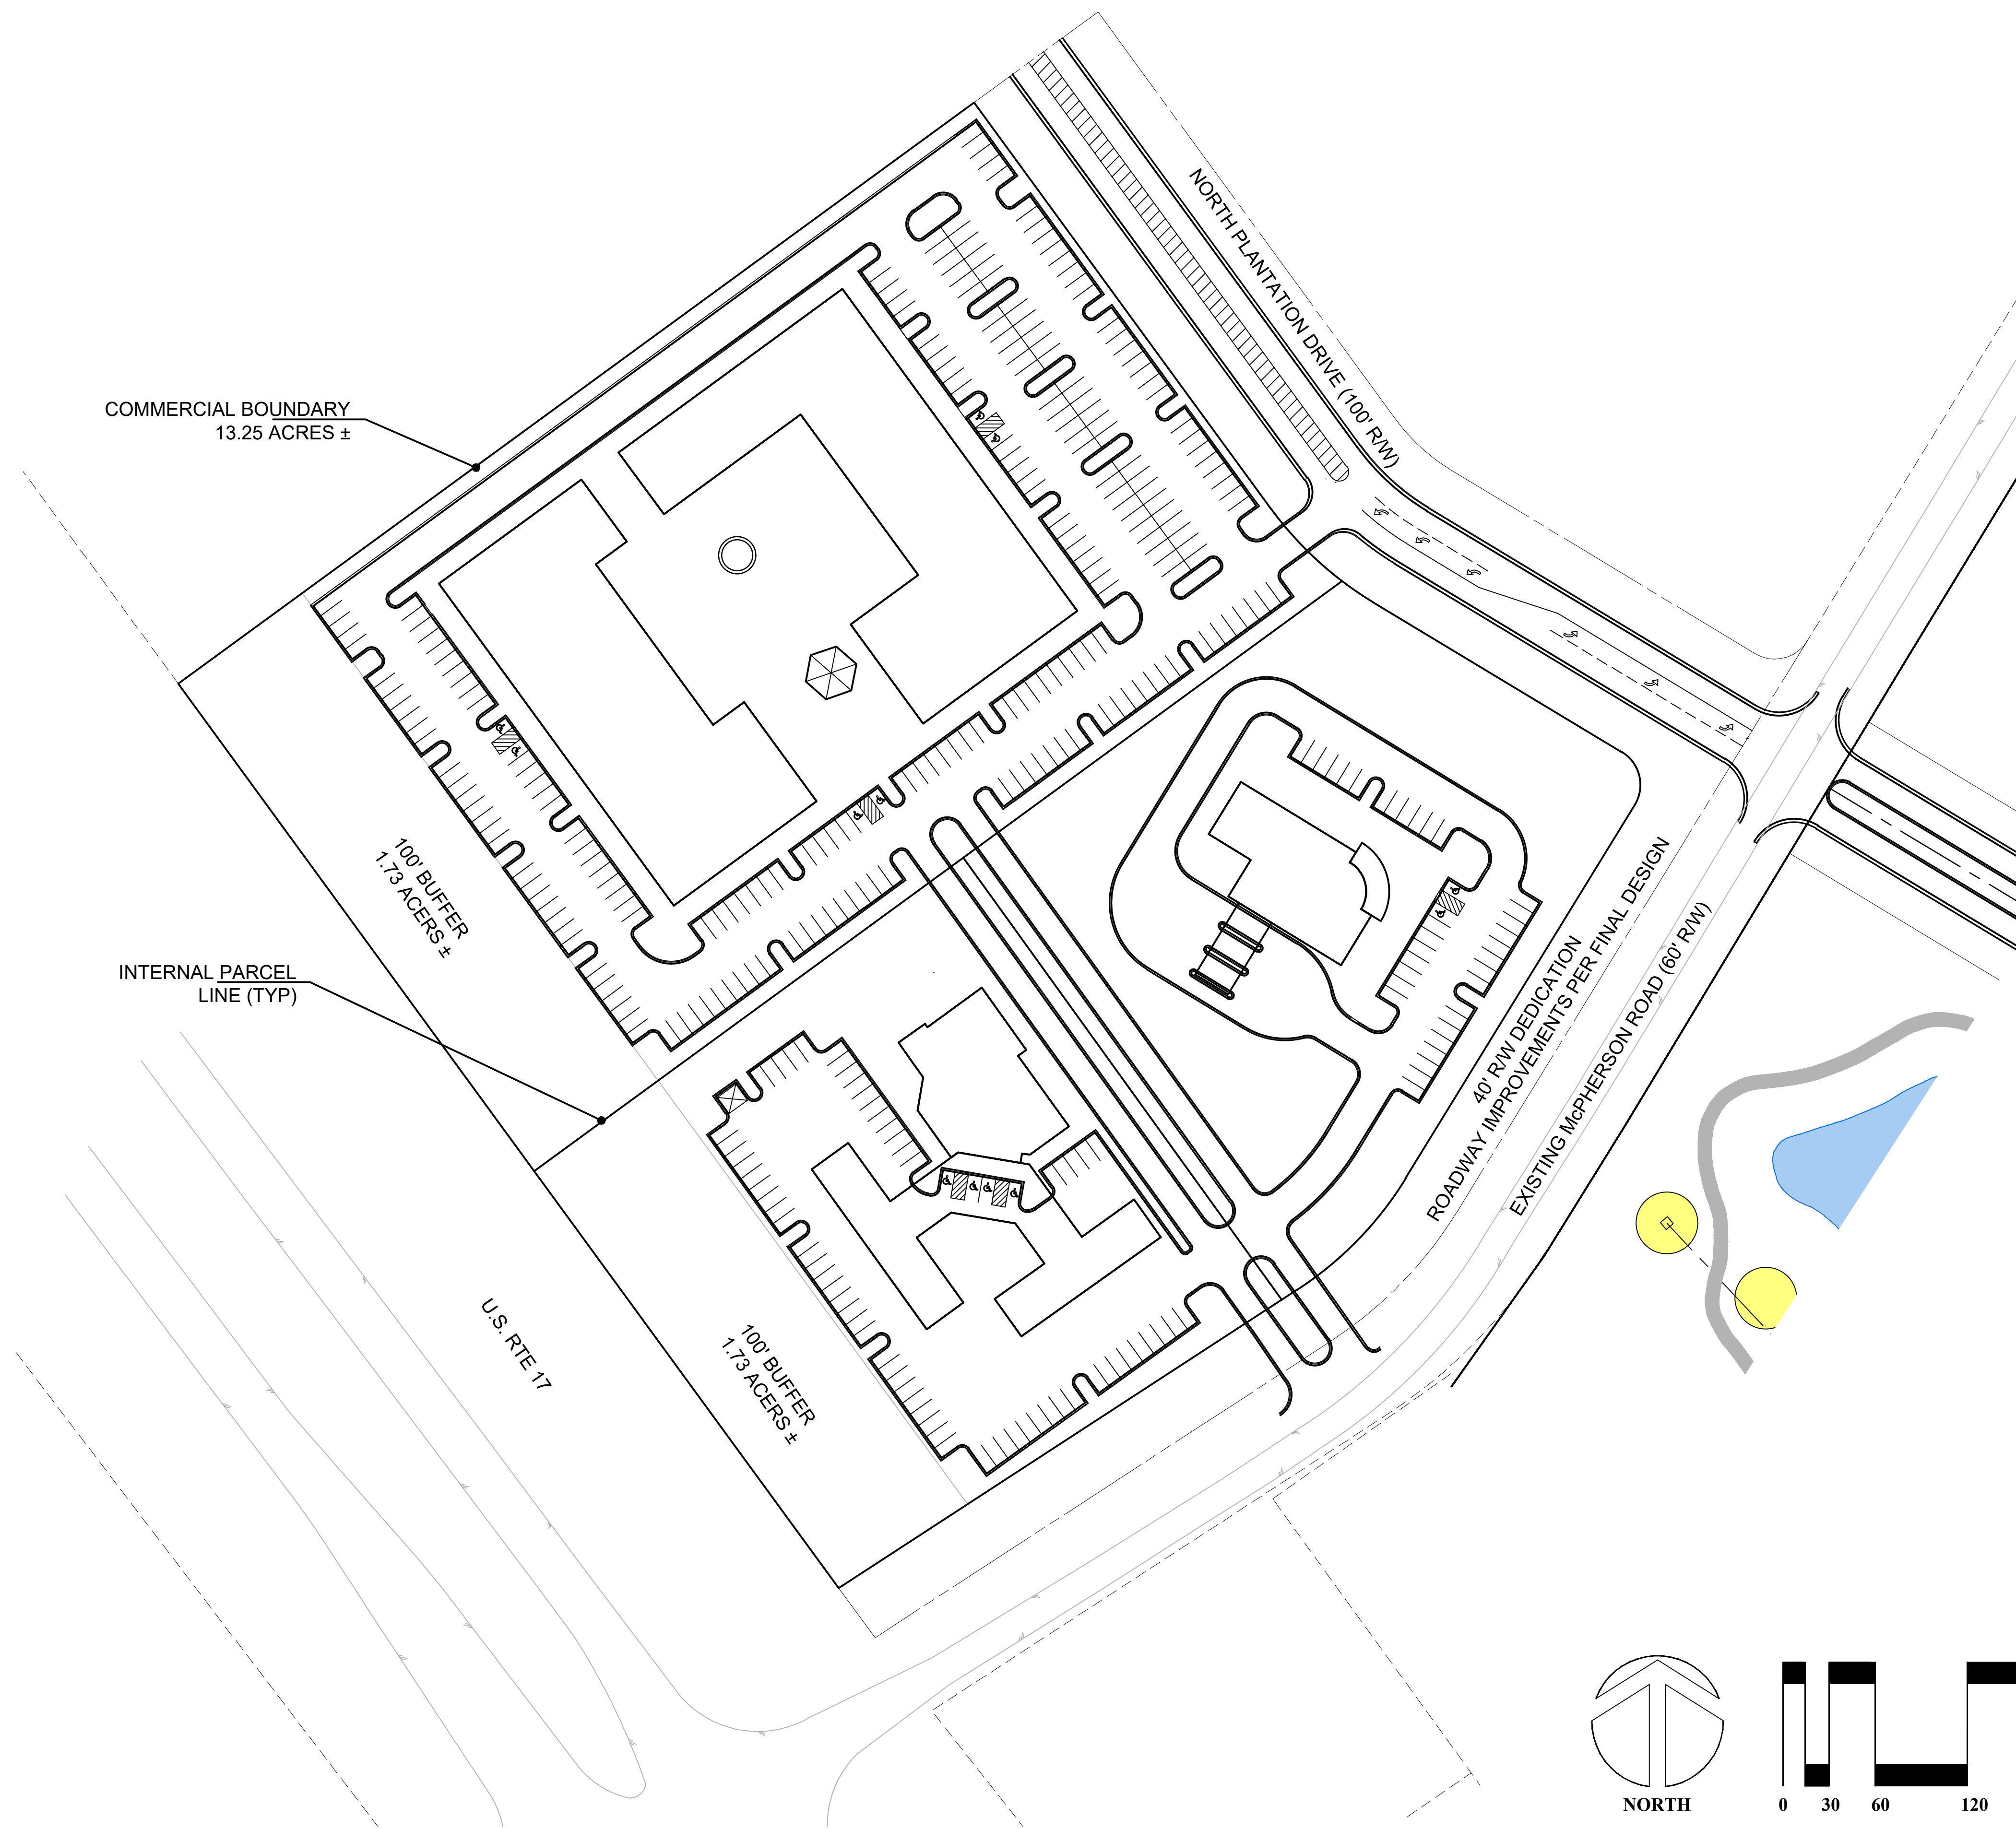 NORTH PLANTATION DRIVE (100' R/W)
COMMERCIAL BOUNDARY
13.25 ACRES ±
100' BUFFER
1.73 ACERS ±
INTERNAL PARCEL
LINE (TYP)
40' R/W DEDICATION
ROADWAY IMPROVEMENTS PER FINAL DESIGN
EXISTING McPHERSON ROAD (60' R/W)
U.S. RTE 17
100' BUFFER
1.73 ACERS ±
NORTH
0 30 60 120